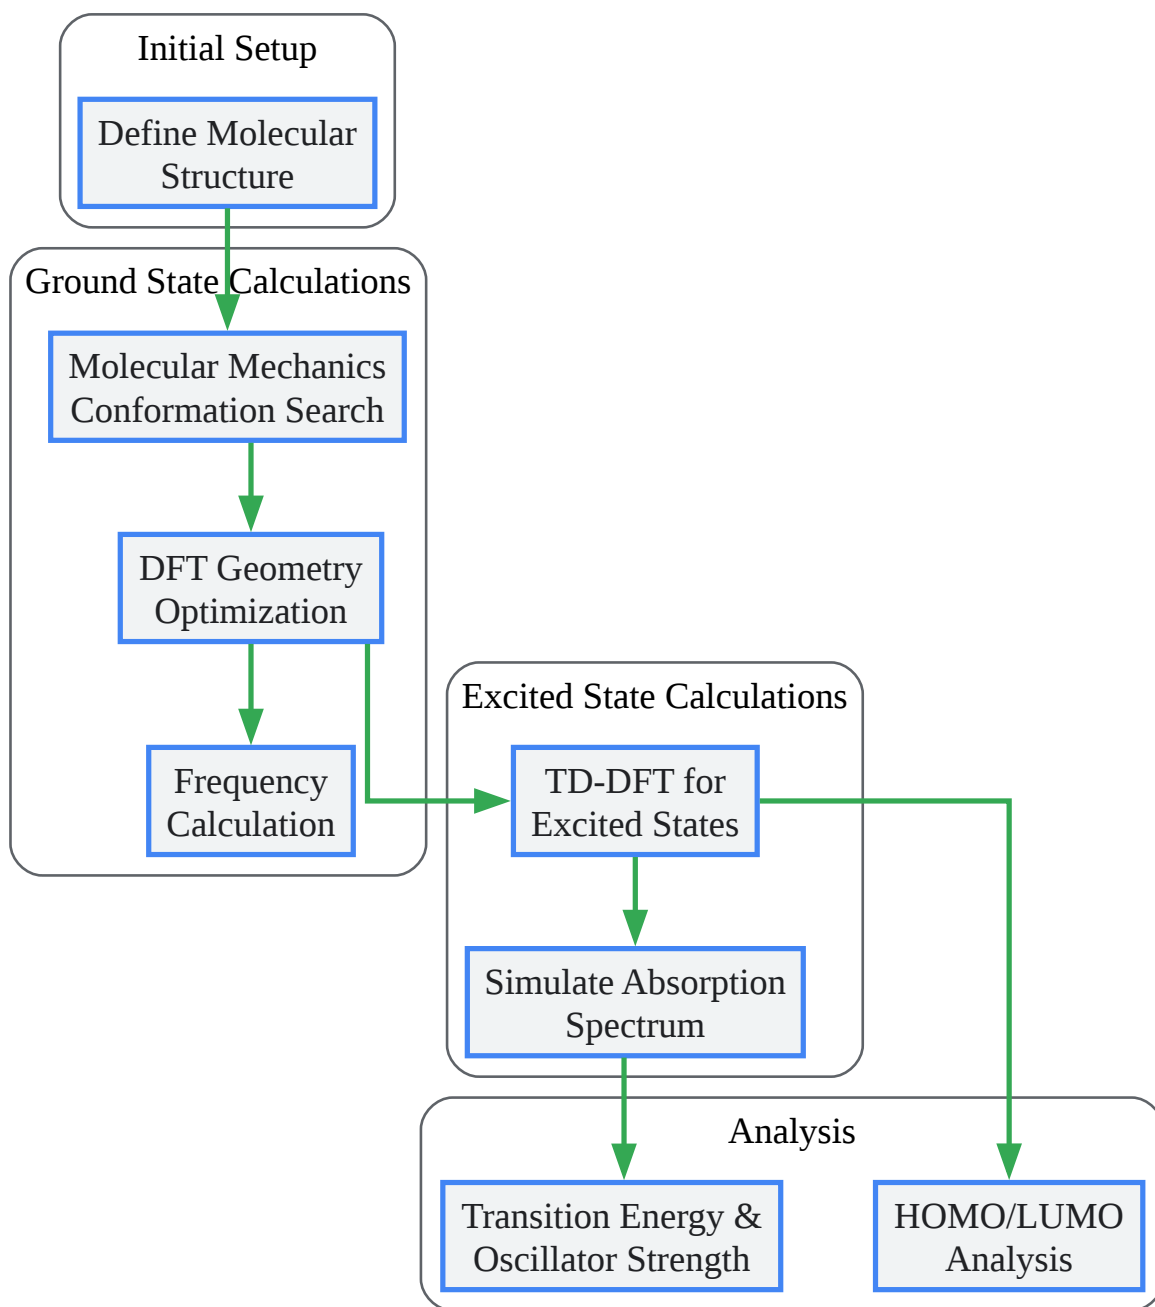 Initial Setup
Define Molecular
Structure
Ground State Calculations
Molecular Mechanics
Conformation Search
DFT Geometry
Optimization
Frequency
Calculation
Excited State Calculations
TD-DFT for
Excited States
Simulate Absorption
Spectrum
Analysis
Transition Energy &
Oscillator Strength
HOMO/LUMO
Analysis